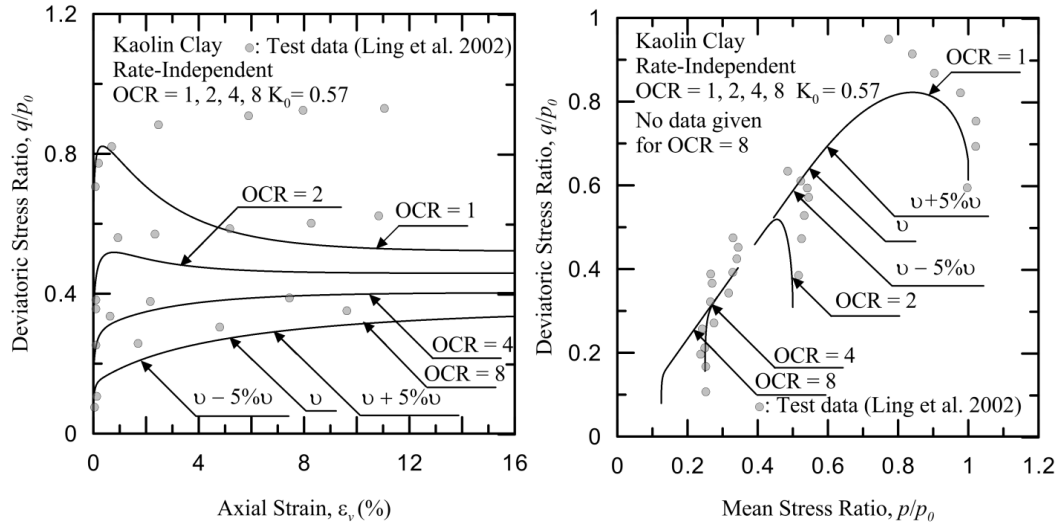 Kaolin Clay : Test data (Ling et al. 2002)
Rate-Independent
OCR = 1, 2, 4, 8 K0 = 0.57
OCR = 2
OCR = 1
OCR = 4
OCR = 8
υ − 5%υ
υ
υ + 5%υ
1.2
0.8
0.4
0
0
4
8
12
16
Deviatoric Stress Ratio, q/p0
Axial Strain, εv(%)
Kaolin Clay
Rate-Independent
OCR = 1, 2, 4, 8 K0 = 0.57
No data given
for OCR = 8
OCR = 1
υ+5%υ
υ
υ − 5%υ
OCR = 2
OCR = 4
OCR = 8
: Test data (Ling et al. 2002)
1
0.8
0.6
0.4
0.2
0
0
0.2
0.4
0.6
0.8
1
1.2
Deviatoric Stress Ratio, q/p0
Mean Stress Ratio, p/p0